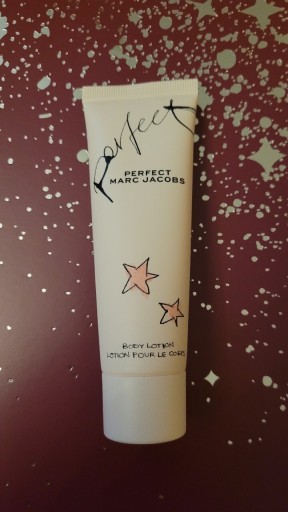 perfect
PERFECT
MARC JACOBS
BODY LOTION
LOTION POUR LE CORPS